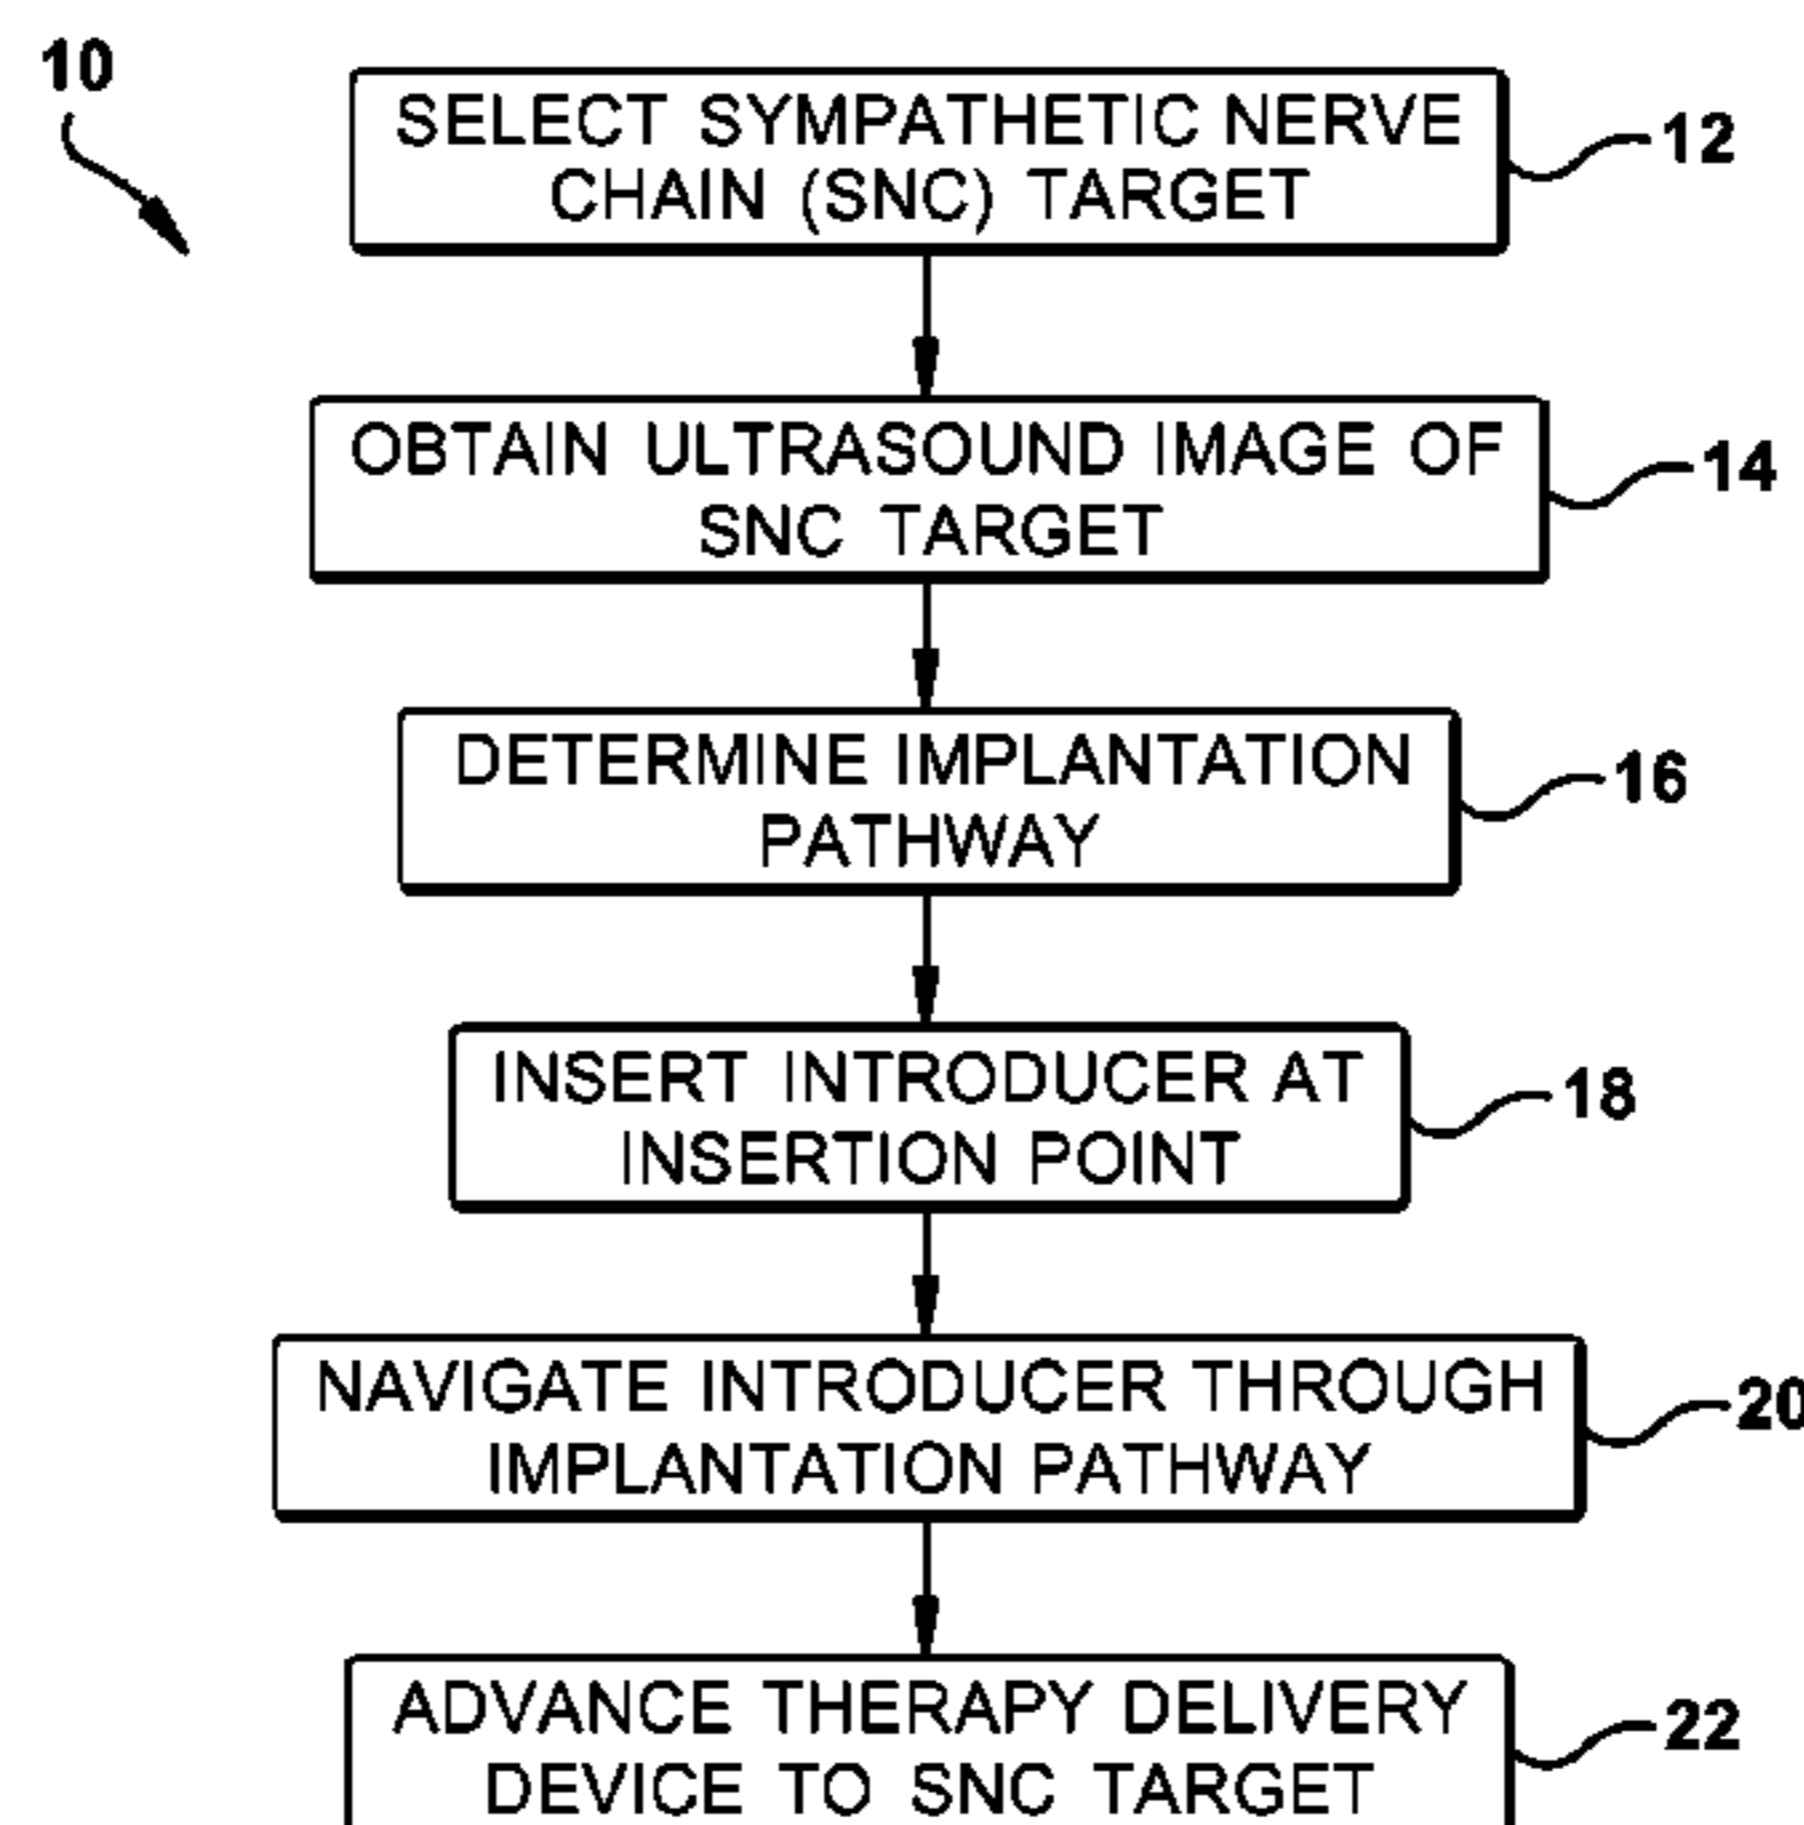 10
SELECT SYMPATHETIC NERVE
CHAIN (SNC) TARGET
12
OBTAIN ULTRASOUND IMAGE OF
SNC TARGET
14
DETERMINE IMPLANTATION
PATHWAY
16
INSERT INTRODUCER AT
INSERTION POINT
18
NAVIGATE INTRODUCER THROUGH
IMPLANTATION PATHWAY
20
ADVANCE THERAPY DELIVERY
DEVICE TO SNC TARGET
22